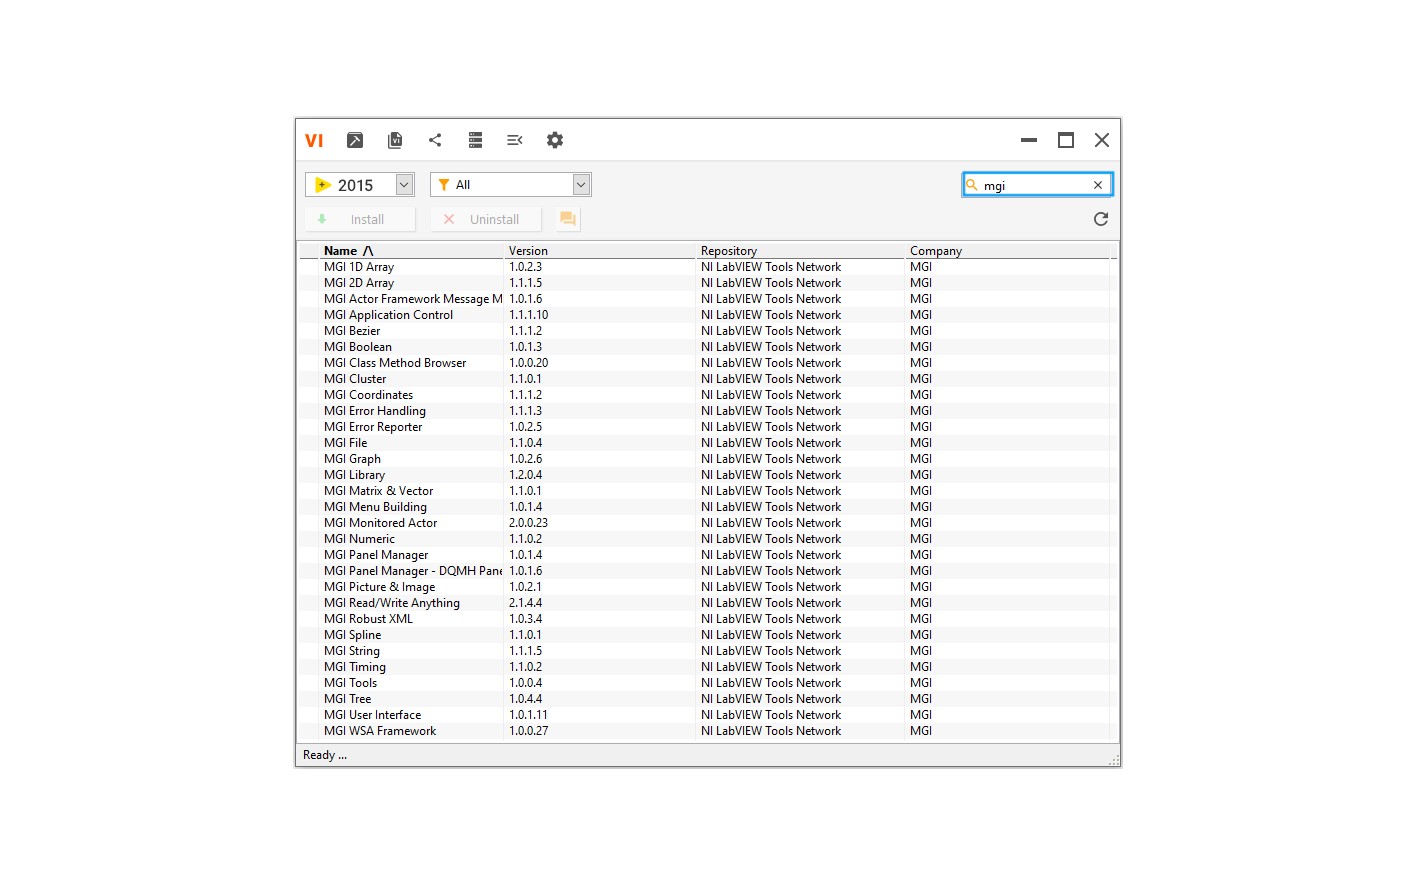 VI
2015 All mgi
Install Uninstall
Name /\ Version Repository Company
MGI 1D Array 1.0.2.3 NI LabVIEW Tools Network MGI
MGI 2D Array 1.1.1.5 NI LabVIEW Tools Network MGI
MGI Actor Framework Message M 1.0.1.6 NI LabVIEW Tools Network MGI
MGI Application Control 1.1.1.10 NI LabVIEW Tools Network MGI
MGI Bezier 1.1.1.2 NI LabVIEW Tools Network MGI
MGI Boolean 1.0.1.3 NI LabVIEW Tools Network MGI
MGI Class Method Browser 1.0.0.20 NI LabVIEW Tools Network MGI
MGI Cluster 1.1.0.1 NI LabVIEW Tools Network MGI
MGI Coordinates 1.1.1.2 NI LabVIEW Tools Network MGI
MGI Error Handling 1.1.1.3 NI LabVIEW Tools Network MGI
MGI Error Reporter 1.0.2.5 NI LabVIEW Tools Network MGI
MGI File 1.1.0.4 NI LabVIEW Tools Network MGI
MGI Graph 1.0.2.6 NI LabVIEW Tools Network MGI
MGI Library 1.2.0.4 NI LabVIEW Tools Network MGI
MGI Matrix & Vector 1.1.0.1 NI LabVIEW Tools Network MGI
MGI Menu Building 1.0.1.4 NI LabVIEW Tools Network MGI
MGI Monitored Actor 2.0.0.23 NI LabVIEW Tools Network MGI
MGI Numeric 1.1.0.2 NI LabVIEW Tools Network MGI
MGI Panel Manager 1.0.1.4 NI LabVIEW Tools Network MGI
MGI Panel Manager - DQMH Pane 1.0.1.6 NI LabVIEW Tools Network MGI
MGI Picture & Image 1.0.2.1 NI LabVIEW Tools Network MGI
MGI Read/Write Anything 2.1.4.4 NI LabVIEW Tools Network MGI
MGI Robust XML 1.0.3.4 NI LabVIEW Tools Network MGI
MGI Spline 1.1.0.1 NI LabVIEW Tools Network MGI
MGI String 1.1.1.5 NI LabVIEW Tools Network MGI
MGI Timing 1.1.0.2 NI LabVIEW Tools Network MGI
MGI Tools 1.0.0.4 NI LabVIEW Tools Network MGI
MGI Tree 1.0.4.4 NI LabVIEW Tools Network MGI
MGI User Interface 1.0.1.11 NI LabVIEW Tools Network MGI
MGI WSA Framework 1.0.0.27 NI LabVIEW Tools Network MGI
Ready ...